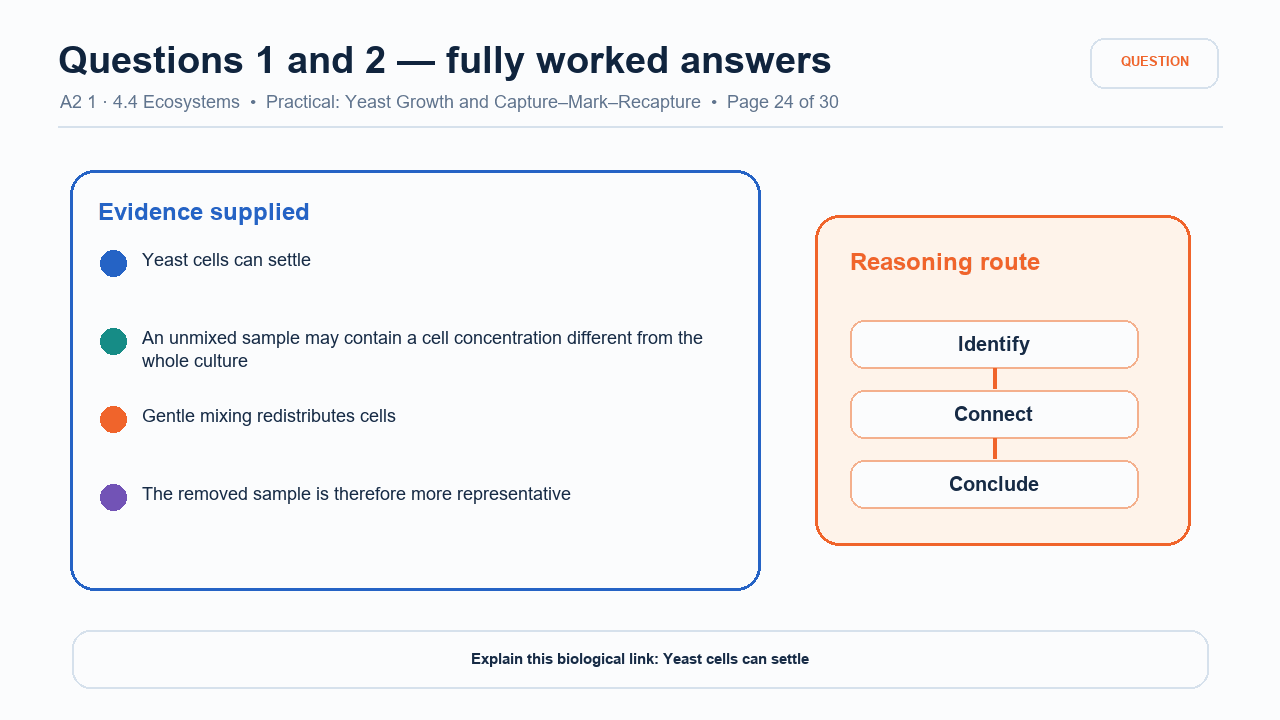 Questions 1 and 2 — fully worked answers
QUESTION
A2 1 · 4.4 Ecosystems • Practical: Yeast Growth and Capture–Mark–Recapture • Page 24 of 30
Evidence supplied
Yeast cells can settle
An unmixed sample may contain a cell concentration different from the
whole culture
Gentle mixing redistributes cells
The removed sample is therefore more representative
Reasoning route
Identify
Connect
Conclude
Explain this biological link: Yeast cells can settle